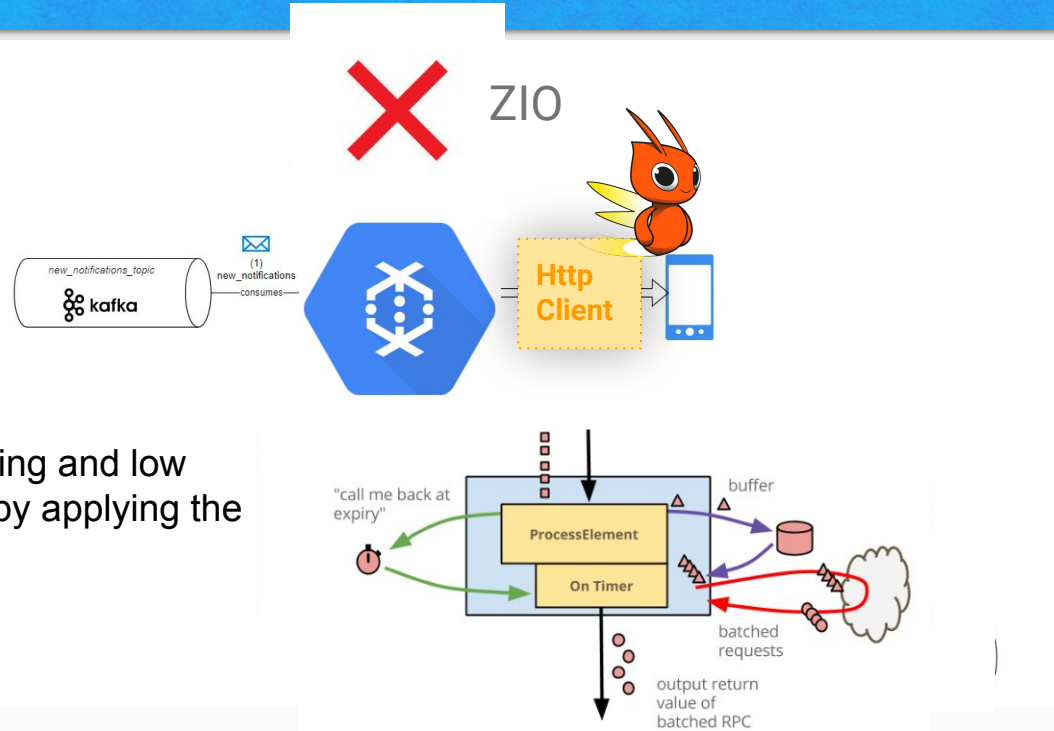 ZIO
new_notifications_topic
kafka
(1)
new_notifications
consumes
Http
Client
ing and low
by applying the
"call me back at
expiry"
buffer
ProcessElement
On Timer
batched
requests
output return
value of
batched RPC